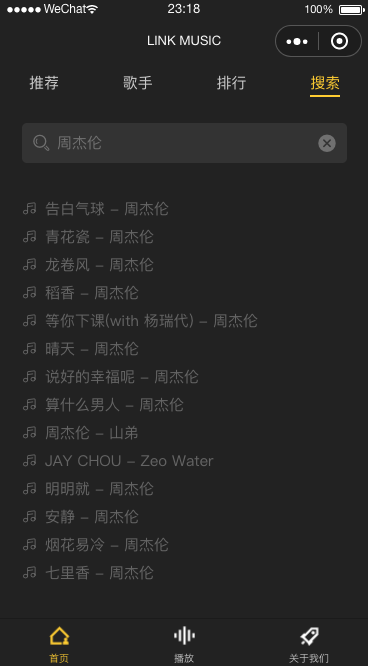 WeChat 23:18 100%
LINK MUSIC
推荐 歌手 排行 搜索
周杰伦
告白气球 – 周杰伦
青花瓷 – 周杰伦
龙卷风 – 周杰伦
稻香 – 周杰伦
等你下课(with 杨瑞代) – 周杰伦
晴天 – 周杰伦
说好的幸福呢 – 周杰伦
算什么男人 – 周杰伦
周杰伦 – 山弟
JAY CHOU – Zeo Water
明明就 – 周杰伦
安静 – 周杰伦
烟花易冷 – 周杰伦
七里香 – 周杰伦
首页 播放 关于我们